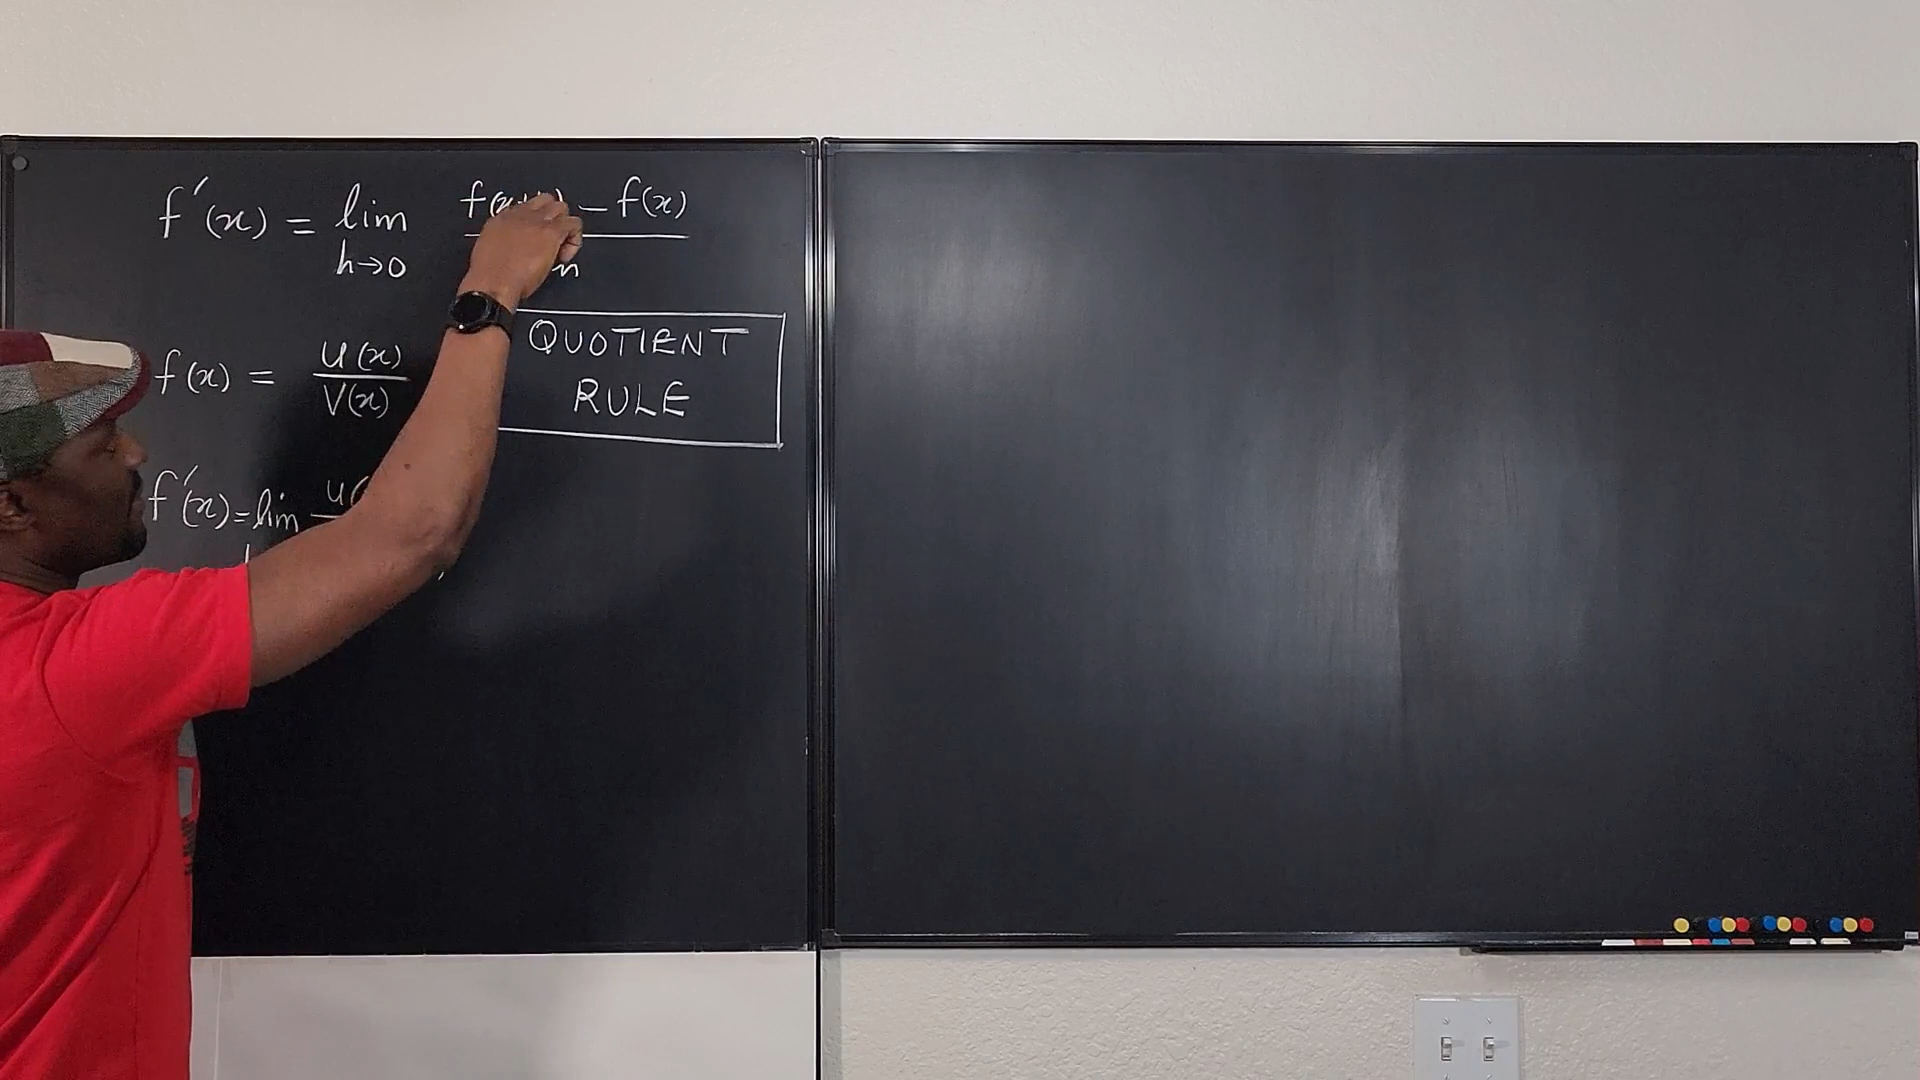 f'(x) = lim h→0 f(x+h) – f(x)
f(x) = u(x) / v(x)
QUOTIENT
RULE
f'(x) = lim u(